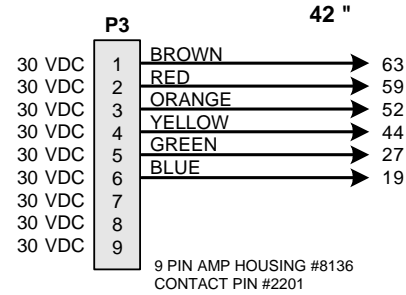 42 "
P3
30 VDC 1 BROWN 63
30 VDC 2 RED 59
30 VDC 3 ORANGE 52
30 VDC 4 YELLOW 44
30 VDC 5 GREEN 27
30 VDC 6 BLUE 19
30 VDC 7
30 VDC 8
30 VDC 9
9 PIN AMP HOUSING #8136
CONTACT PIN #2201